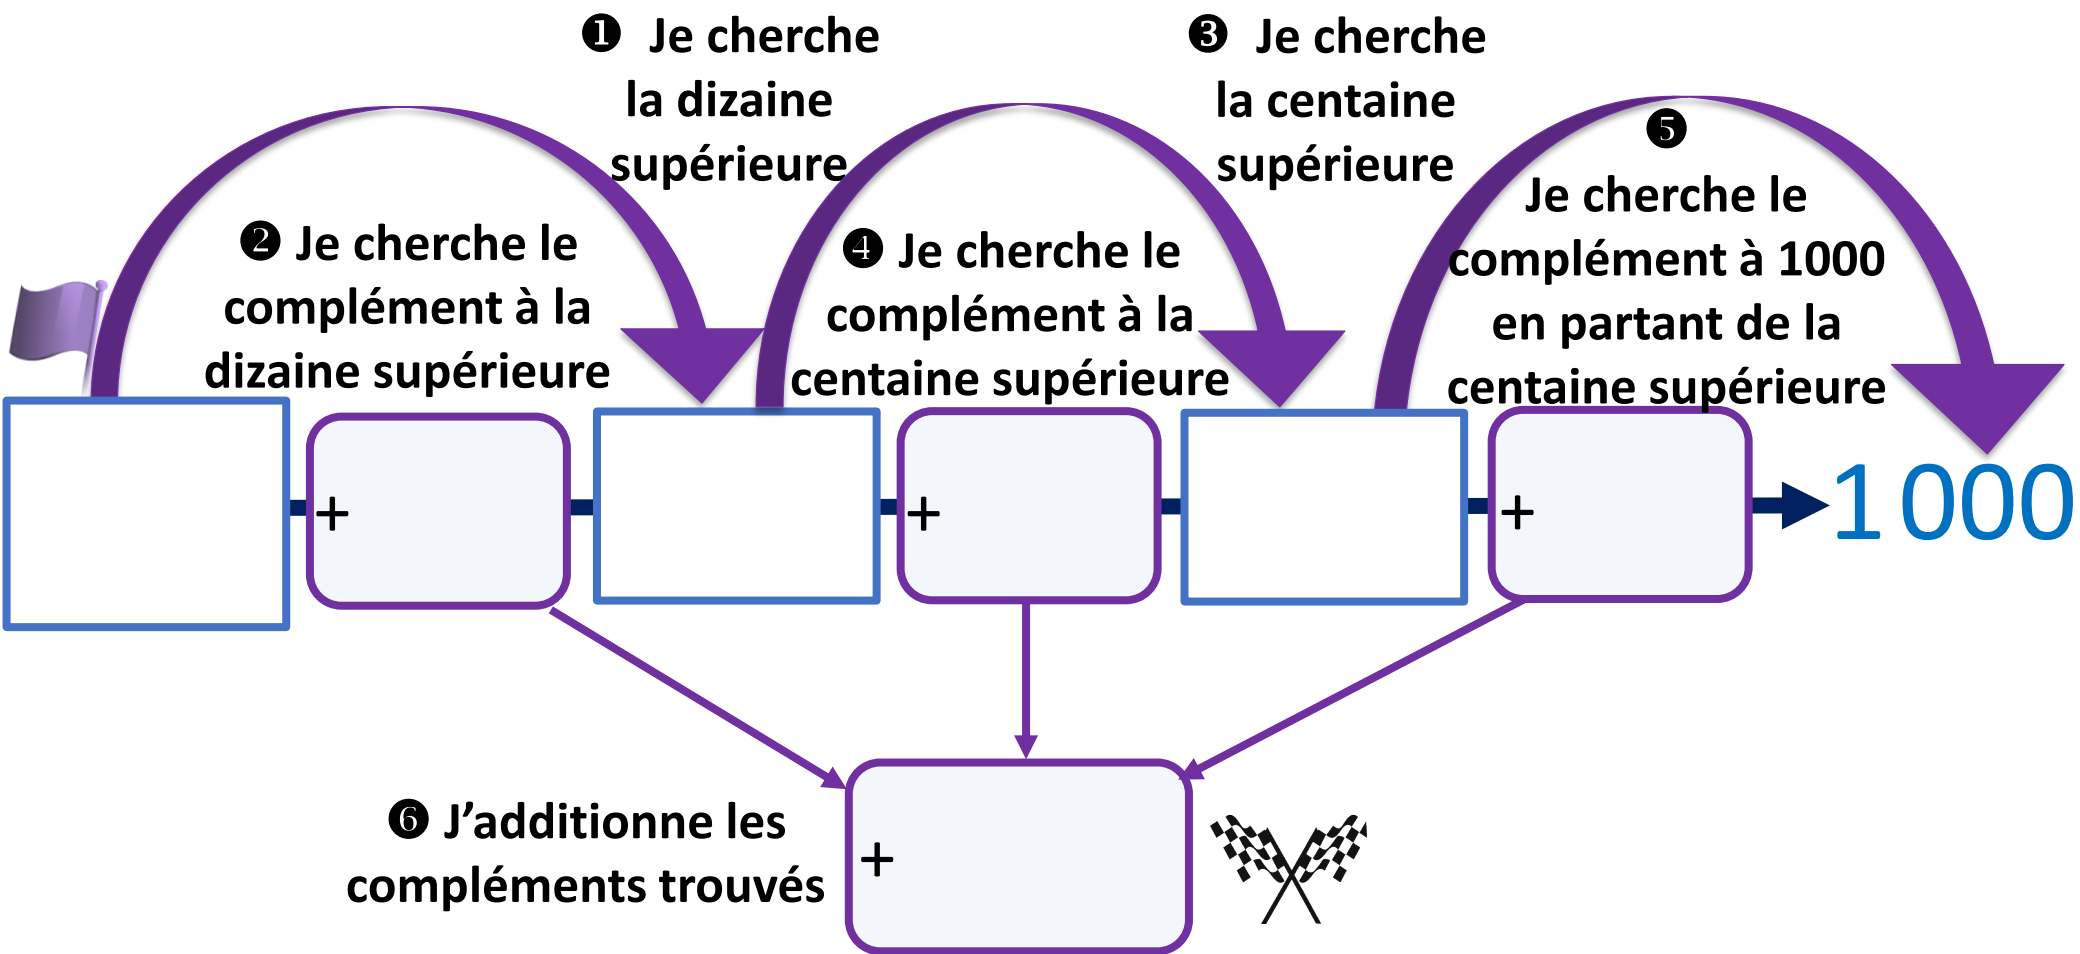 ❶ Je cherche
la dizaine
supérieure
❷ Je cherche le
complément à la
dizaine supérieure
❸ Je cherche
la centaine
supérieure
❹ Je cherche le
complément à la
centaine supérieure
❺
Je cherche le
complément à 1000
en partant de la
centaine supérieure
+
+
+
1 000
❻ J’additionne les
compléments trouvés
+